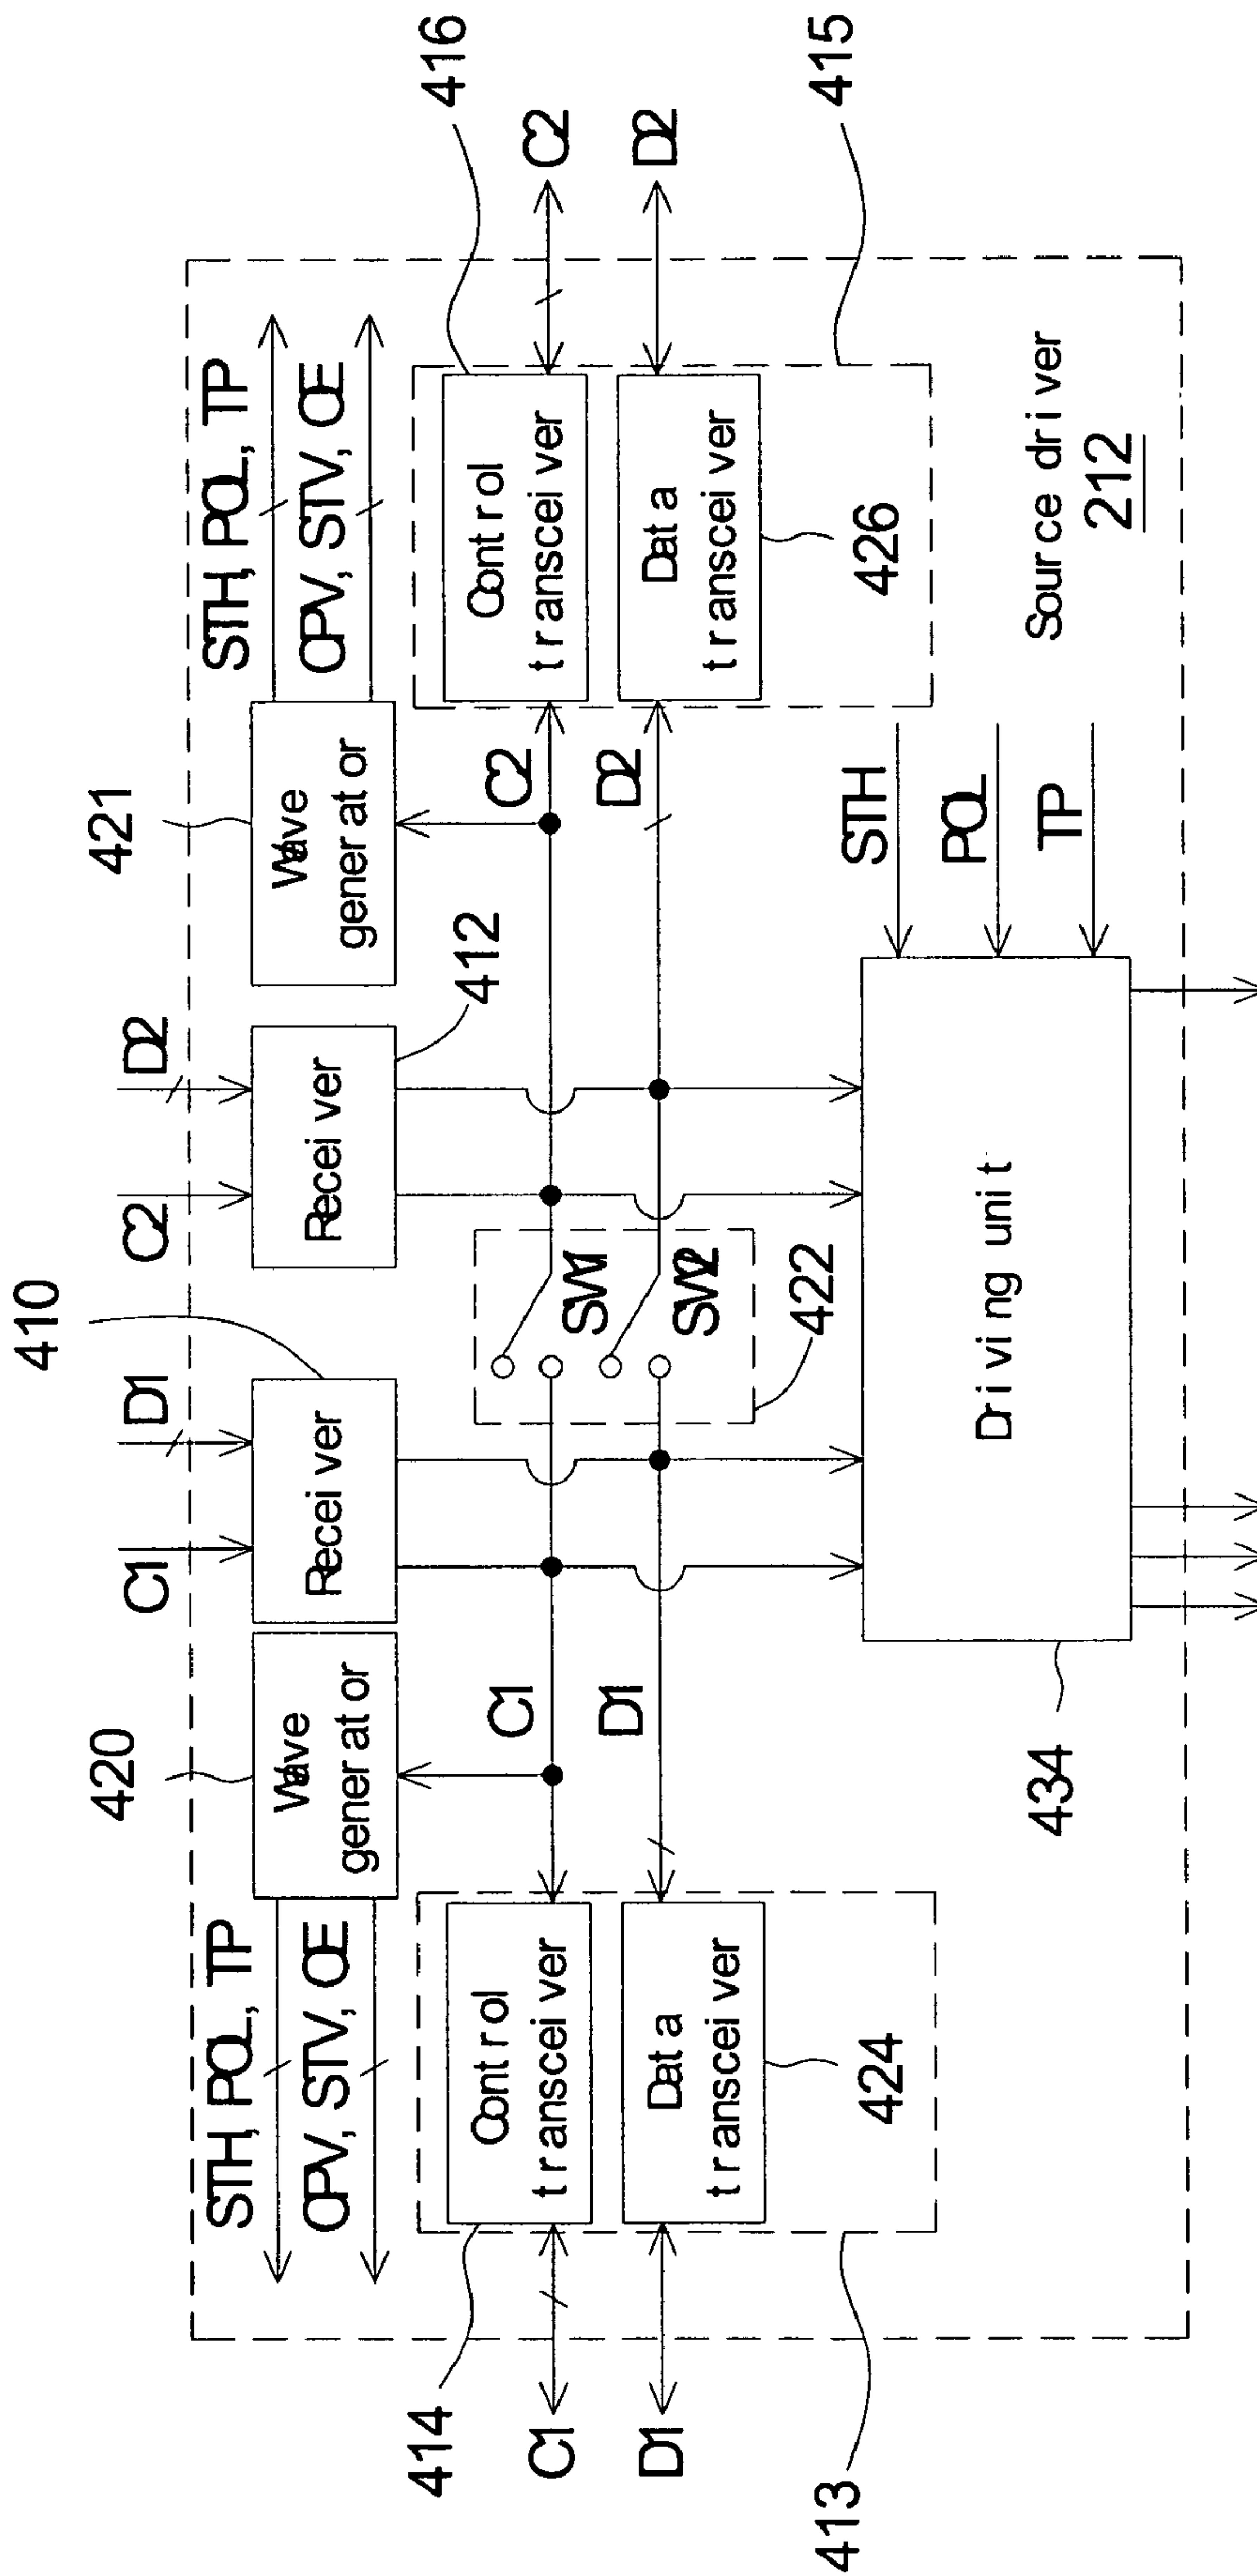 410
C1
D1
C2
D2
420
421
412
STH, POL, TP
OPV, STV, OE
Wave
generator
Receiver
Receiver
Wave
generator
STH, POL, TP
OPV, STV, OE
414
416
C1
C1
Control
transceiver
C1
SW1
C2
Control
transceiver
C2
D1
Data
transceiver
D1
SW2
D2
Data
transceiver
D2
424
422
426
413
415
STH
POL
TP
Driving unit
434
Source driver
212